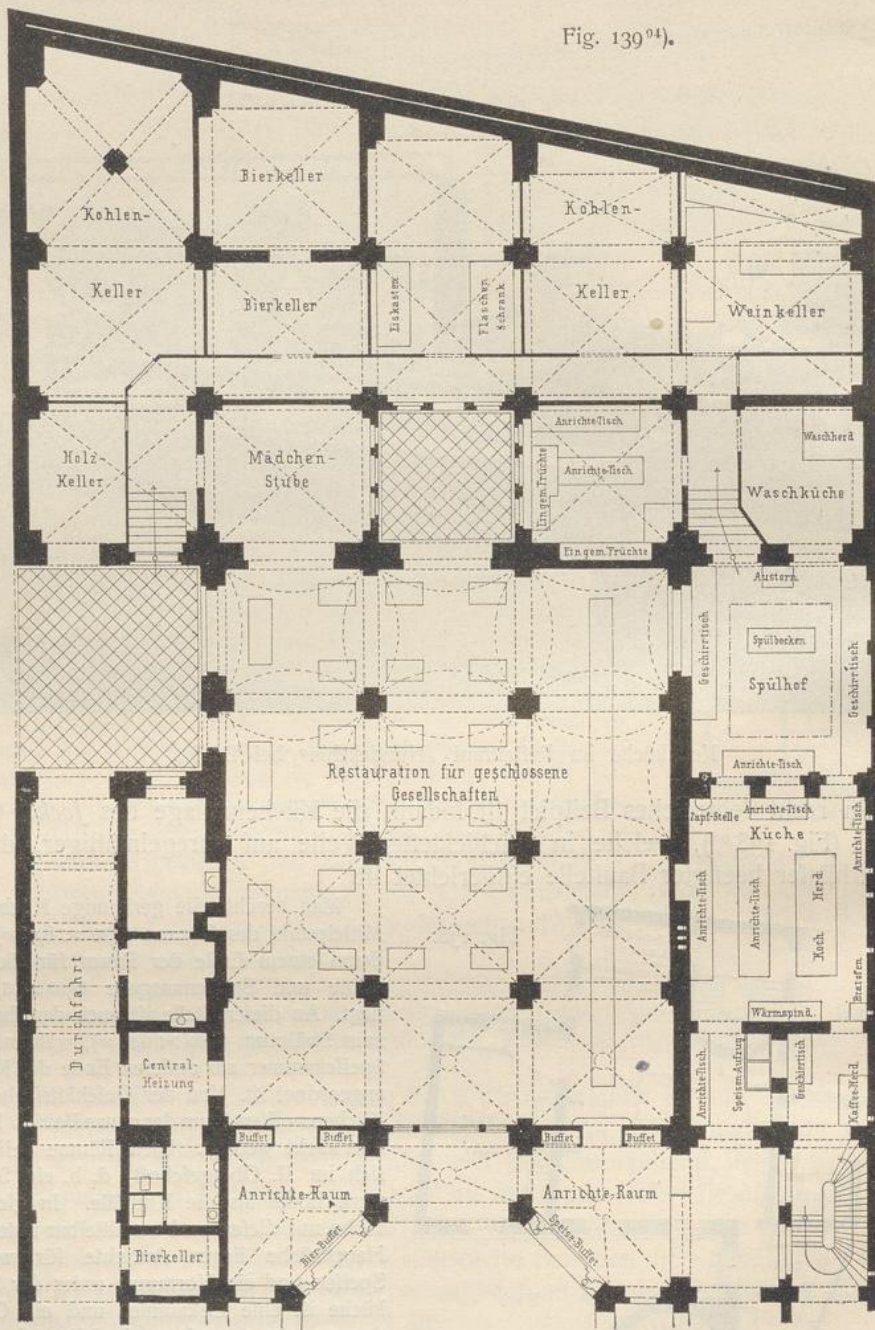 Fig. 139⁹⁴).
Bierkeller
Kohlen-
Keller
Bierkeller
Eiskasten
Flaschen
Schrank
Kohlen-
Keller
Weinkeller
Holz-
Keller
Mädchen-
Stube
Anrichte-Tisch
Eingem. Früchte
Anrichte-Tisch
Eingem. Früchte
Waschherd
Waschküche
Austern
Geschirrtisch
Spülbecken
Spülhof
Geschirrtisch
Anrichte-Tisch
Restauration für geschlossene
Gesellschaften
Zapf-Stelle
Anrichte-Tisch
Küche
Anrichte-Tisch
Anrichte-Tisch
Anrichte-Tisch
Koch- Herd
Bratofen
Wärmspind.
Durchfahrt
Central-
Heizung
Anrichte-Tisch
Speisen-Aufzug
Geschirrtisch
Kaffee-Herd
Buffet
Buffet
Buffet
Buffet
Anrichte-Raum
Anrichte-Raum
Bier-Buffet
Speise-Buffet
Bierkeller